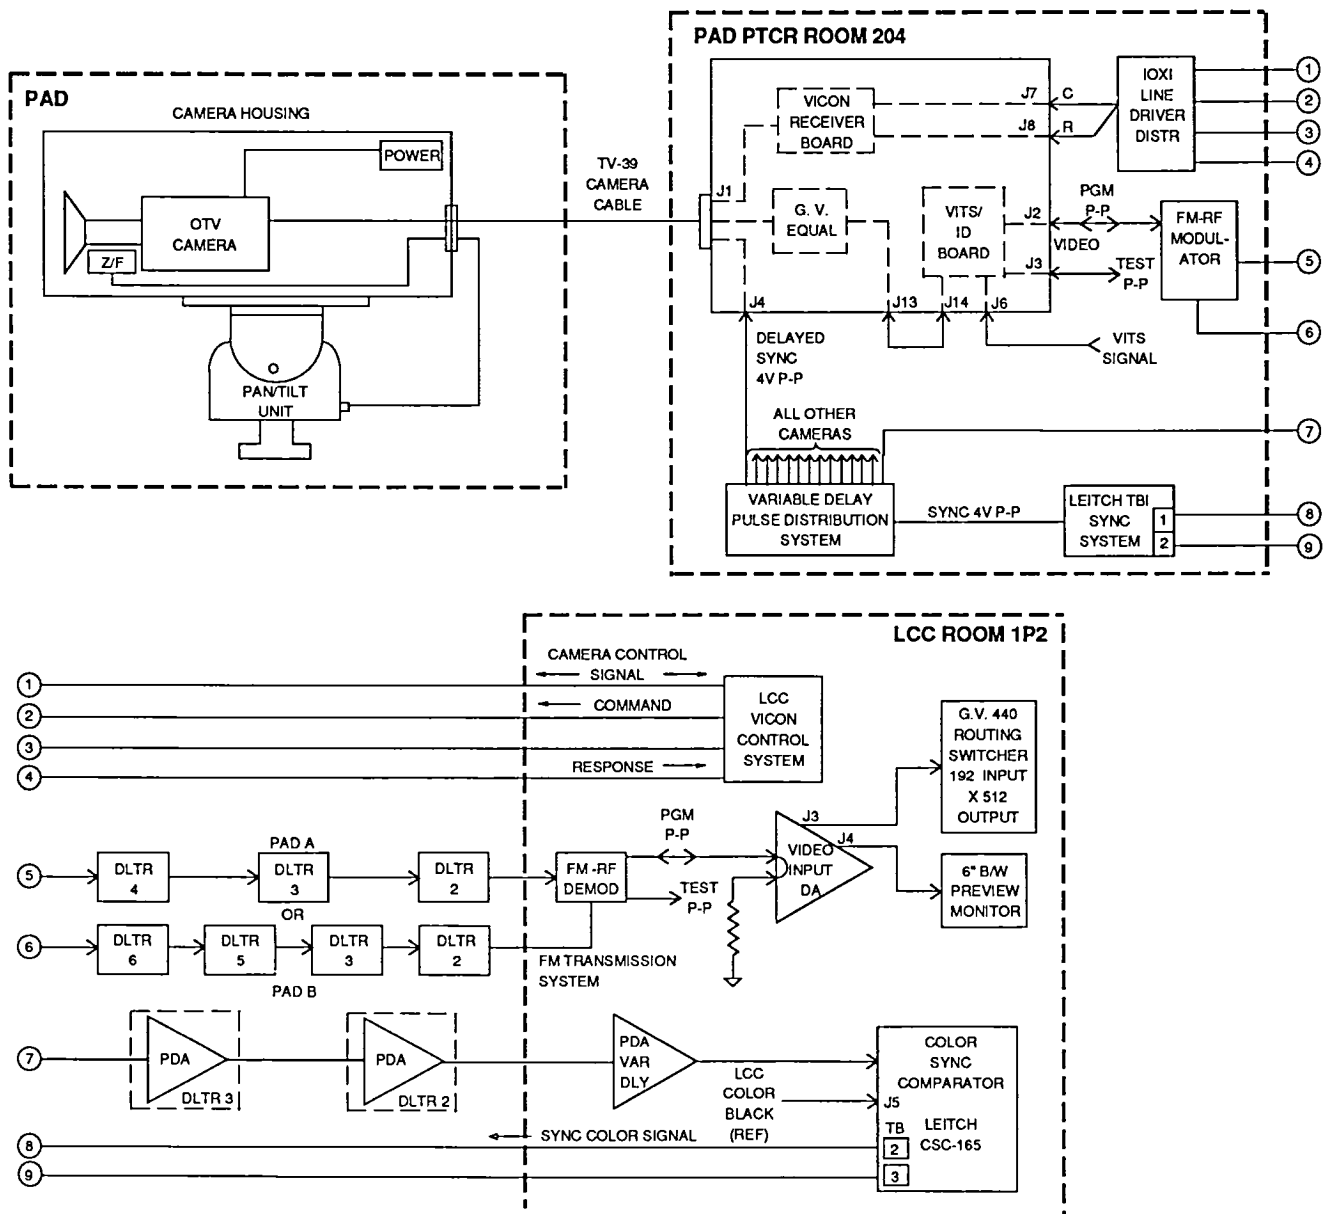 PAD
CAMERA HOUSING
POWER
OTV
CAMERA
Z/F
PAN/TILT
UNIT
TV-39
CAMERA
CABLE
PAD PTCR ROOM 204
VICON
RECEIVER
BOARD
J7
C
J8
R
IOXI
LINE
DRIVER
DISTR
1
2
3
4
J1
G. V.
EQUAL
VITS/
ID
BOARD
J2
PGM
P-P
VIDEO
J3
TEST
P-P
FM-RF
MODUL-
ATOR
5
6
J4
J13
J14
J6
DELAYED
SYNC
4V P-P
VITS
SIGNAL
ALL OTHER
CAMERAS
7
VARIABLE DELAY
PULSE DISTRIBUTION
SYSTEM
SYNC 4V P-P
LEITCH TBI
SYNC
SYSTEM
1
2
8
9
LCC ROOM 1P2
1
2
3
4
CAMERA CONTROL
SIGNAL
COMMAND
RESPONSE
LCC
VICON
CONTROL
SYSTEM
G.V. 440
ROUTING
SWITCHER
192 INPUT
X 512
OUTPUT
PAD A
5
DLTR
4
DLTR
3
DLTR
2
OR
6
DLTR
6
DLTR
5
DLTR
3
DLTR
2
PAD B
FM-RF
DEMOD
PGM
P-P
TEST
P-P
FM TRANSMISSION
SYSTEM
J3
J4
VIDEO
INPUT
DA
6" B/W
PREVIEW
MONITOR
7
PDA
DLTR 3
PDA
DLTR 2
PDA
VAR
DLY
LCC
COLOR
BLACK
(REF)
COLOR
SYNC
COMPARATOR
J5
LEITCH
CSC-165
TB
2
3
8
SYNC COLOR SIGNAL
9